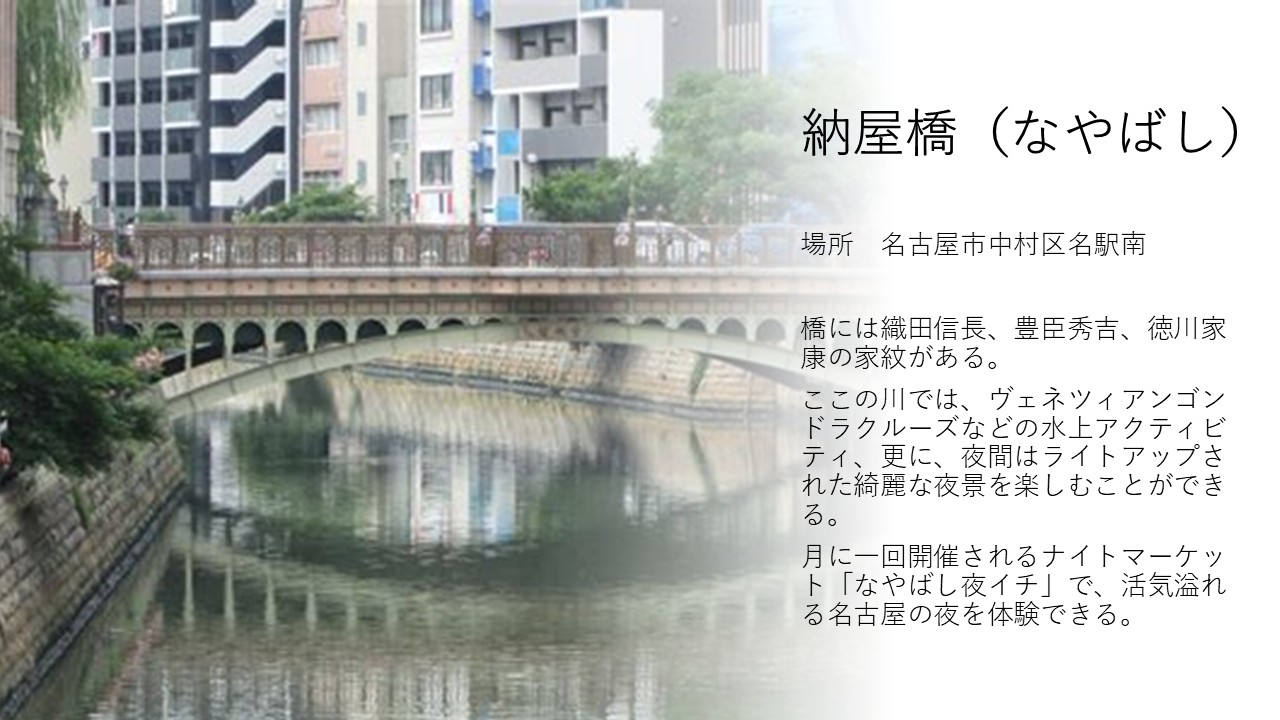 納屋橋（なやばし）
場所　名古屋市中村区名駅南
橋には織田信長、豊臣秀吉、徳川家
康の家紋がある。
ここの川では、ヴェネツィアンゴン
ドラクルーズなどの水上アクティビ
ティ、更に、夜間はライトアップさ
れた綺麗な夜景を楽しむことができ
る。
月に一回開催されるナイトマーケッ
ト「なやばし夜イチ」で、活気溢れ
る名古屋の夜を体験できる。